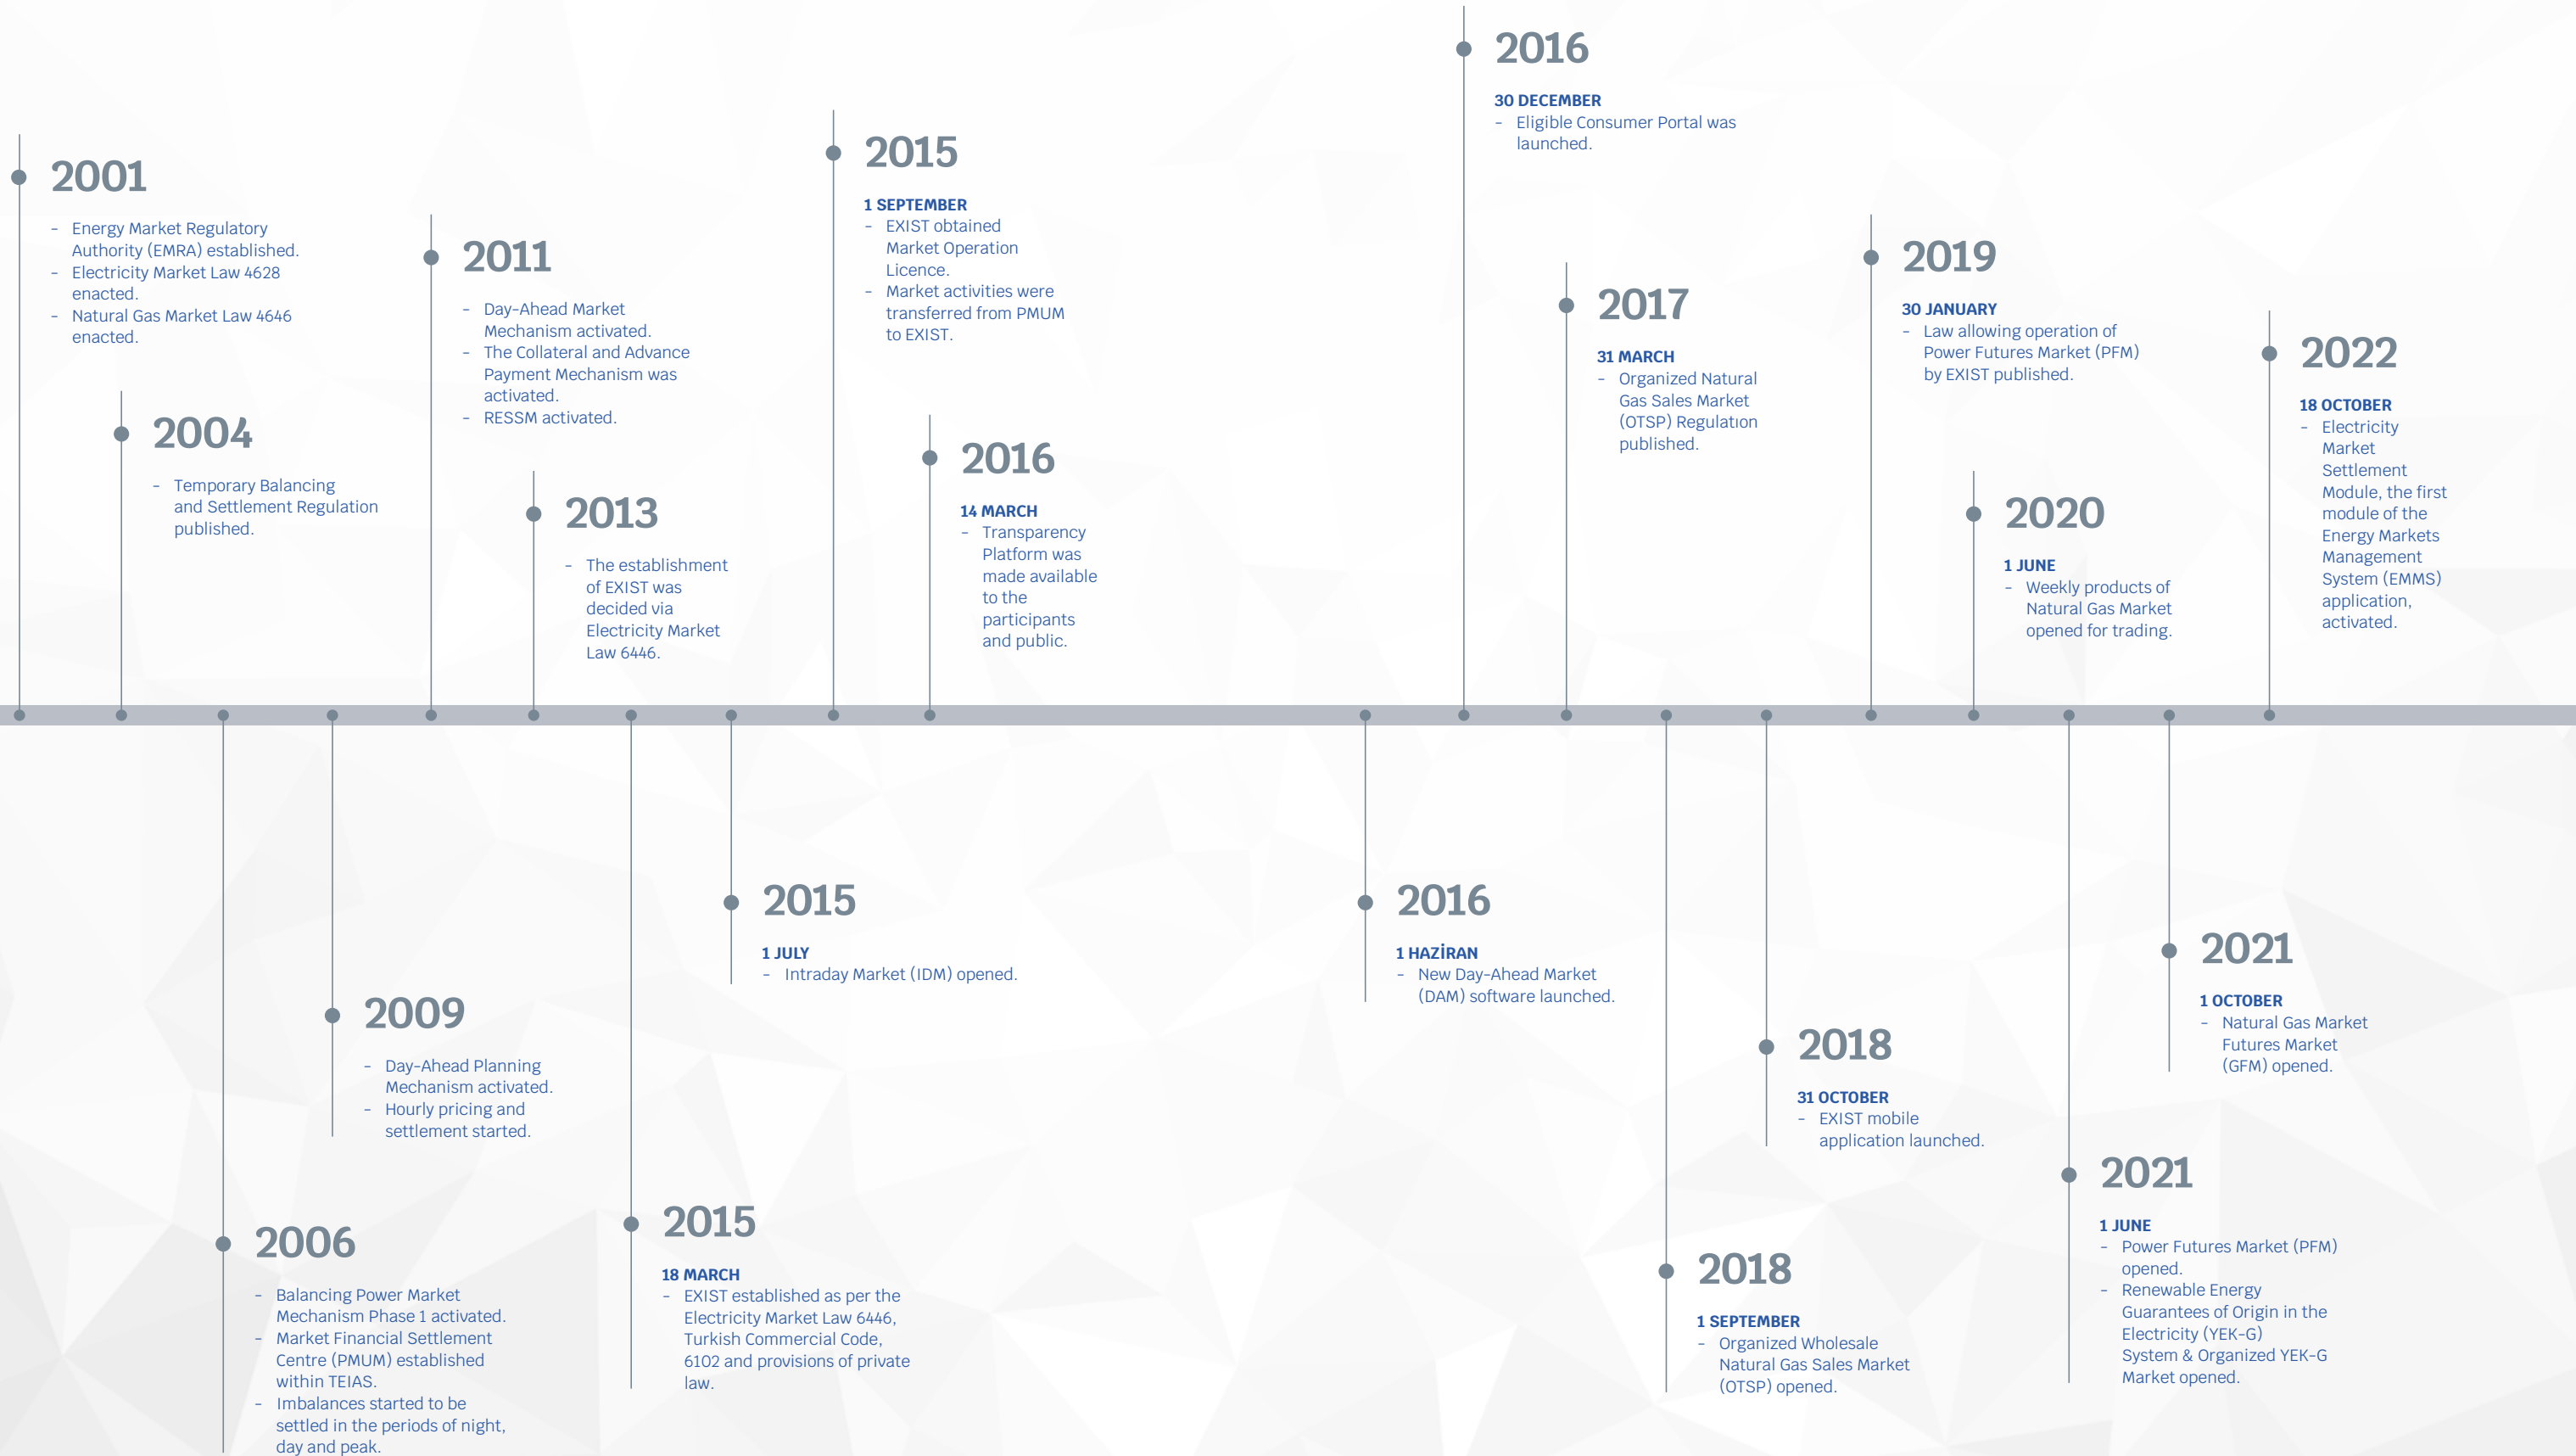 2001
- Energy Market Regulatory
Authority (EMRA) established.
- Electricity Market Law 4628
enacted.
- Natural Gas Market Law 4646
enacted.
2004
- Temporary Balancing
and Settlement Regulation
published.
2006
- Balancing Power Market
Mechanism Phase 1 activated.
- Market Financial Settlement
Centre (PMUM) established
within TEIAS.
- Imbalances started to be
settled in the periods of night,
day and peak.
2009
- Day-Ahead Planning
Mechanism activated.
- Hourly pricing and
settlement started.
2011
- Day-Ahead Market
Mechanism activated.
- The Collateral and Advance
Payment Mechanism was
activated.
- RESSM activated.
2013
- The establishment
of EXIST was
decided via
Electricity Market
Law 6446.
2015
18 MARCH
- EXIST established as per the
Electricity Market Law 6446,
Turkish Commercial Code,
6102 and provisions of private
law.
2015
1 JULY
- Intraday Market (IDM) opened.
2015
1 SEPTEMBER
- EXIST obtained
Market Operation
Licence.
- Market activities were
transferred from PMUM
to EXIST.
2016
14 MARCH
- Transparency
Platform was
made available
to the
participants
and public.
2016
1 HAZİRAN
- New Day-Ahead Market
(DAM) software launched.
2016
30 DECEMBER
- Eligible Consumer Portal was
launched.
2017
31 MARCH
- Organized Natural
Gas Sales Market
(OTSP) Regulatıon
published.
2018
1 SEPTEMBER
- Organized Wholesale
Natural Gas Sales Market
(OTSP) opened.
2018
31 OCTOBER
- EXIST mobile
application launched.
2019
30 JANUARY
- Law allowing operation of
Power Futures Market (PFM)
by EXIST published.
2020
1 JUNE
- Weekly products of
Natural Gas Market
opened for trading.
2021
1 JUNE
- Power Futures Market (PFM)
opened.
- Renewable Energy
Guarantees of Origin in the
Electricity (YEK-G)
System & Organized YEK-G
Market opened.
2021
1 OCTOBER
- Natural Gas Market
Futures Market
(GFM) opened.
2022
18 OCTOBER
- Electricity
Market
Settlement
Module, the first
module of the
Energy Markets
Management
System (EMMS)
application,
activated.